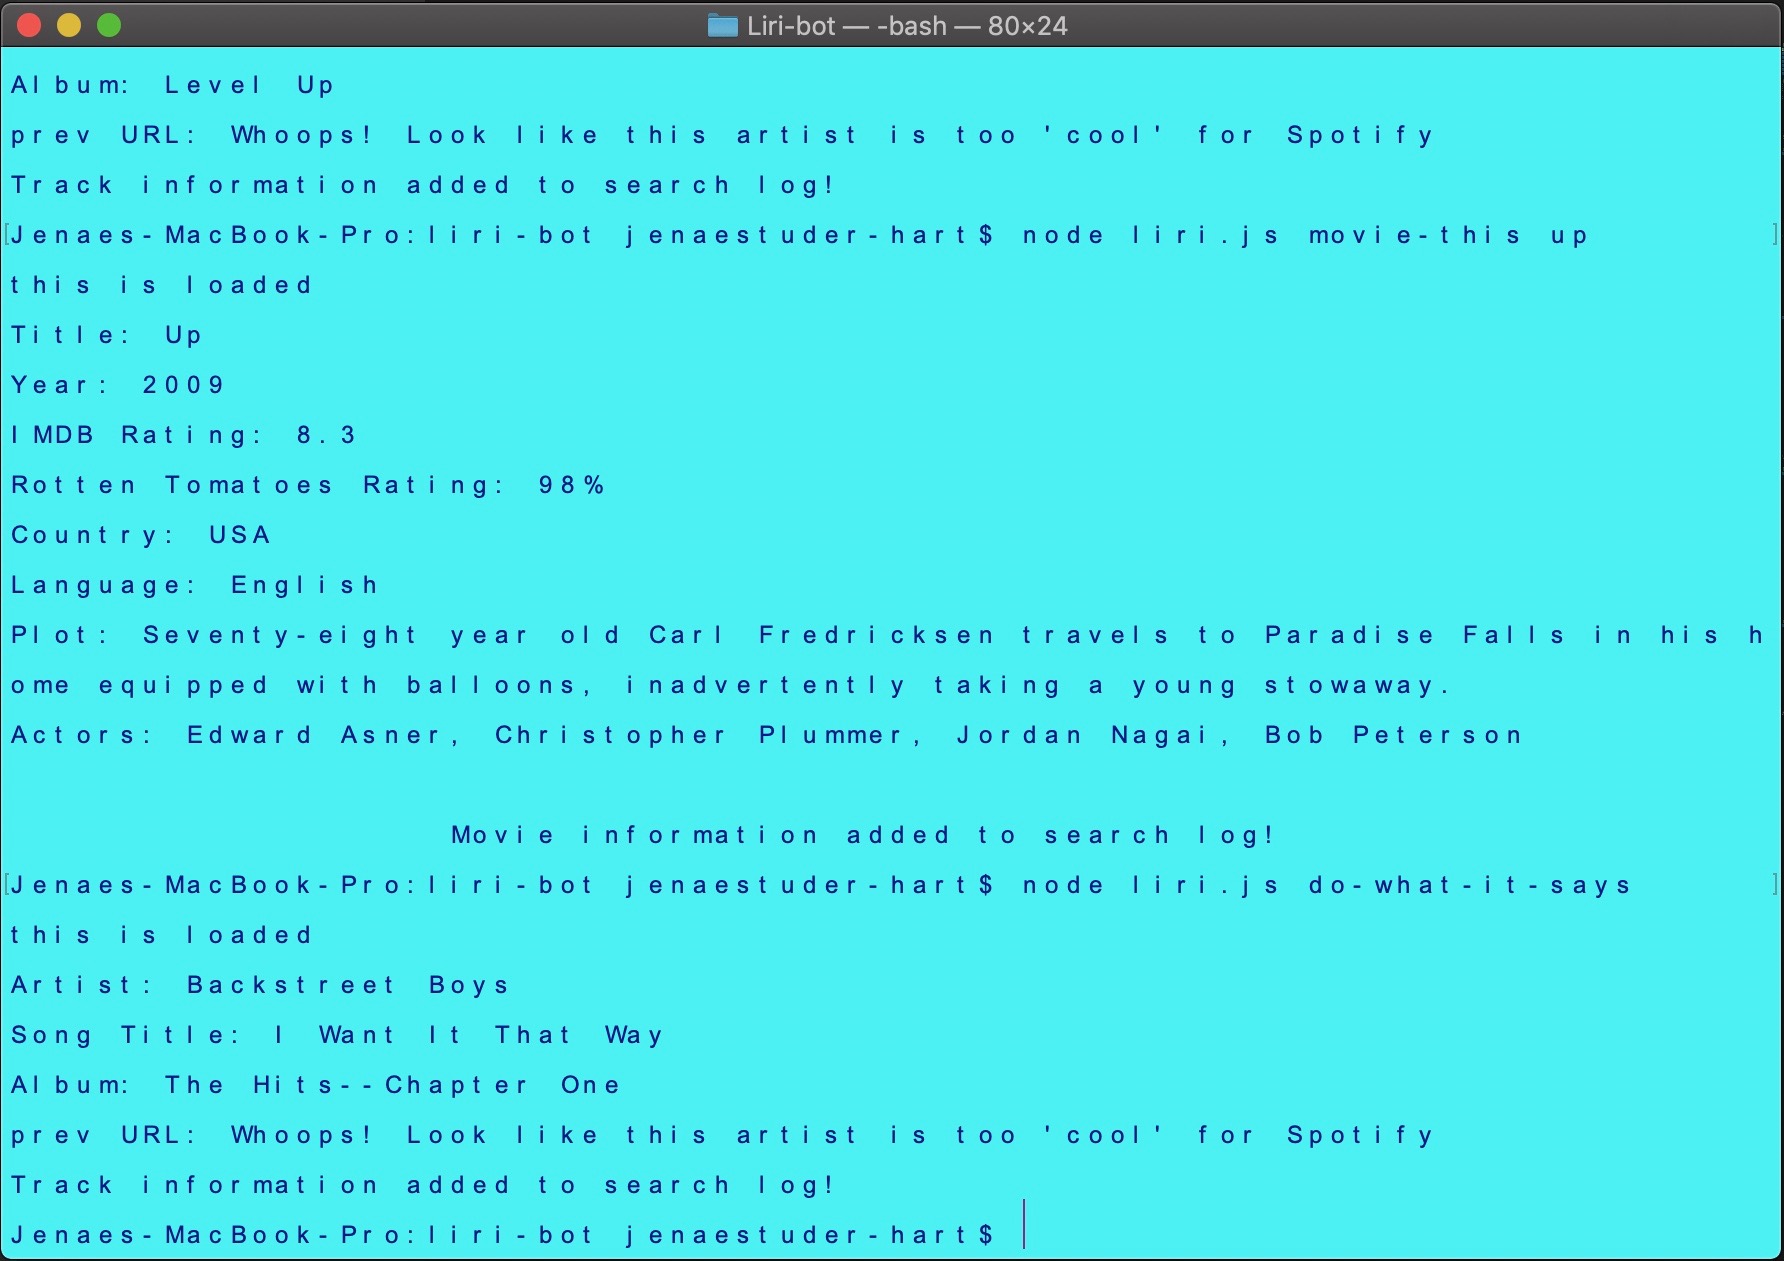 Liri-bot — -bash — 80×24
Album: Level Up
prev URL: Whoops! Look like this artist is too 'cool' for Spotify
Track information added to search log!
[Jenaes-MacBook-Pro:liri-bot jenaestuder-hart$ node liri.js movie-this up ]
this is loaded
Title: Up
Year: 2009
IMDB Rating: 8.3
Rotten Tomatoes Rating: 98%
Country: USA
Language: English
Plot: Seventy-eight year old Carl Fredricksen travels to Paradise Falls in his h
ome equipped with balloons, inadvertently taking a young stowaway.
Actors: Edward Asner, Christopher Plummer, Jordan Nagai, Bob Peterson
Movie information added to search log!
[Jenaes-MacBook-Pro:liri-bot jenaestuder-hart$ node liri.js do-what-it-says ]
this is loaded
Artist: Backstreet Boys
Song Title: I Want It That Way
Album: The Hits--Chapter One
prev URL: Whoops! Look like this artist is too 'cool' for Spotify
Track information added to search log!
Jenaes-MacBook-Pro:liri-bot jenaestuder-hart$